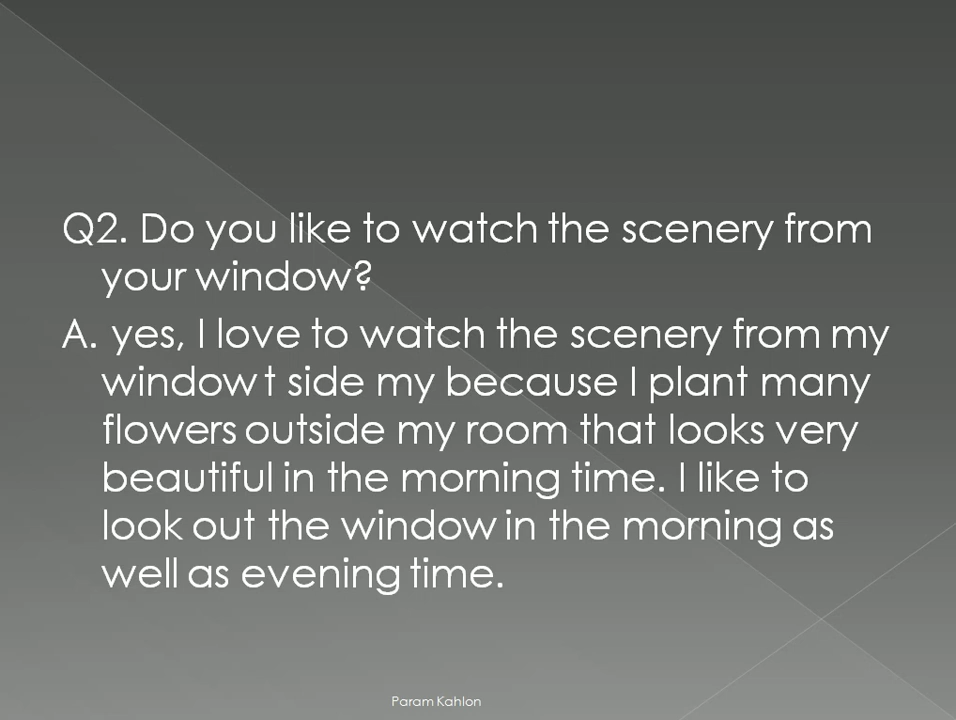 Q2. Do you like to watch the scenery from
your window?
A. yes, I love to watch the scenery from my
window t side my because I plant many
flowers outside my room that looks very
beautiful in the morning time. I like to
look out the window in the morning as
well as evening time.
Param Kahlon